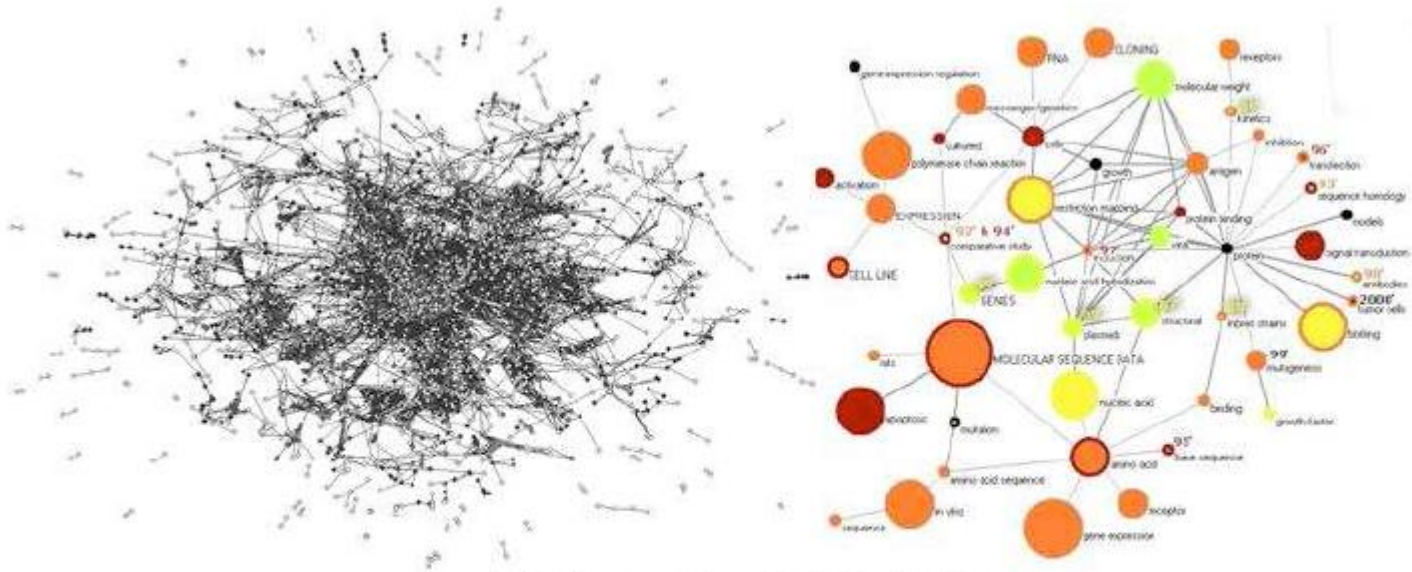 RNA
CLONING
receptors
gene expression regulation
molecular weight
messenger/genetics
kinetics
cultured
cells
inhibition
96'
transfection
polymerase chain reaction
growth
antigen
activation
93'
sequence homology
restriction mapping
EXPRESSION
protein binding
models
92' & 94'
comparative study
viral
97'
induction
protein
signal transduction
CELL LINE
nucleic acid hybridization
98'
antibodies
GENES
2000'
tumor cells
structural
plasmids
inbred strains
binding
MOLECULAR SEQUENCE DATA
rats
99'
mutagenesis
nucleic acid
apoptosis
binding
growth factor
mutation
95'
base sequence
amino acid
amino acid sequence
in vitro
receptor
sequence
gene expression